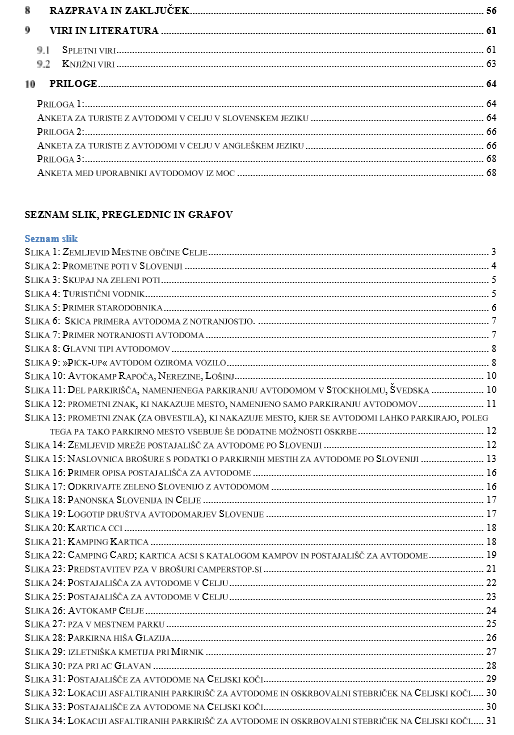 8 RAZPRAVA IN ZAKLJUČEK 56
9 VIRI IN LITERATURA 61
9.1 SPLETNI VIRI 61
9.2 KNJIŽNI VIRI 63
10 PRILOGE 64
PRILOGA 1: 64
ANKETA ZA TURISTE Z AVTODOMI V CELJU V SLOVENSKEM JEZIKU 64
PRILOGA 2: 66
ANKETA ZA TURISTE Z AVTODOMI V CELJU V ANGLEŠKEM JEZIKU 66
PRILOGA 3: 68
ANKETA MED UPORABNIKI AVTODOMOV IZ MOC 68
SEZNAM SLIK, PREGLEDNIC IN GRAFOV
Seznam slik
SLIKA 1: ZEMLJEVID MESTNE OBČINE CELJE 3
SLIKA 2: PROMETNE POTI V SLOVENIJI 4
SLIKA 3: SKUPAJ NA ZELENI POTI 5
SLIKA 4: TURISTIČNI VODNIK 5
SLIKA 5: PRIMER STARODOBNIKA 6
SLIKA 6: SKICA PRIMERA AVTODOMA Z NOTRANJOSTJO. 7
SLIKA 7: PRIMER NOTRANJOSTI AVTODOMA 7
SLIKA 8: GLAVNI TIPI AVTODOMOV 8
SLIKA 9: »PICK-UP« AVTODOM OZIROMA VOZILO 8
SLIKA 10: AVTOKAMP RAPOČA, NEREZINE, LOŠINJ 10
SLIKA 11: DEL PARKIRIŠČA, NAMENJENEGA PARKIRANJU AVTODOMOM V STOCKHOLMU, ŠVEDSKA 10
SLIKA 12: PROMETNI ZNAK, KI NAKAZUJE MESTO, NAMENJENO SAMO PARKIRANJU AVTODOMOV 11
SLIKA 13: PROMETNI ZNAK (ZA OBVESTILA), KI NAKAZUJE MOŽNOST, KJER SE AVTODOMI LAHKO PARKIRAJO, POLEG
TEGA PA TAKO PARKIRNO MESTO VSEBUJE ŠE DODATNE MOŽNOSTI OSKRBE 12
SLIKA 14: ZEMLJEVID MREŽE POSTAJALIŠČ ZA AVTODOME PO SLOVENIJI 12
SLIKA 15: NASLOVNICA BROŠURE S PODATKI O PARKIRNIH MESTIH ZA AVTODOME PO SLOVENIJI 13
SLIKA 16: PRIMER OPISA POSTAJALIŠČA ZA AVTODOME 16
SLIKA 17: ODKRIVAJTE ZELENO SLOVENIJO Z AVTODOMOM 16
SLIKA 18: PANONSKA SLOVENIJA IN CELJE 17
SLIKA 19: LOGOTIP DRUŠTVA AVTODOMARJEV SLOVENIJE 17
SLIKA 20: KARTICA CCI 18
SLIKA 21: KAMPING KARTICA 18
SLIKA 22: CAMPING CARD; KARTICA ACSI S KATALOGOM KAMPOV IN POSTAJALIŠČ ZA AVTODOME 19
SLIKA 23: PREDSTAVITEV PZA V BROŠURI CAMPERSTOP.SI 21
SLIKA 24: POSTAJALIŠČA ZA AVTODOME V CELJU 22
SLIKA 25: POSTAJALIŠČA ZA AVTODOME V CELJU 23
SLIKA 26: AVTOKAMP CELJE 24
SLIKA 27: PZA V MESTNEM PARKU 25
SLIKA 28: PARKIRNA HIŠA GLAZIJA 26
SLIKA 29: IZLETNIŠKA KMETIJA PRI MIRNIK 27
SLIKA 30: PZA PRI AC GLAVAN 28
SLIKA 31: POSTAJALIŠČE ZA AVTODOME NA CELJSKI KOČI 29
SLIKA 32: LOKACIJI ASFALTIRANIH PARKIRIŠČ ZA AVTODOME IN OSKRBOVALNI STEBRIČEK NA CELJSKI KOČI 30
SLIKA 33: POSTAJALIŠČE ZA AVTODOME NA CELJSKI KOČI 30
SLIKA 34: LOKACIJI ASFALTIRANIH PARKIRIŠČ ZA AVTODOME IN OSKRBOVALNI STEBRIČEK NA CELJSKI KOČI 31